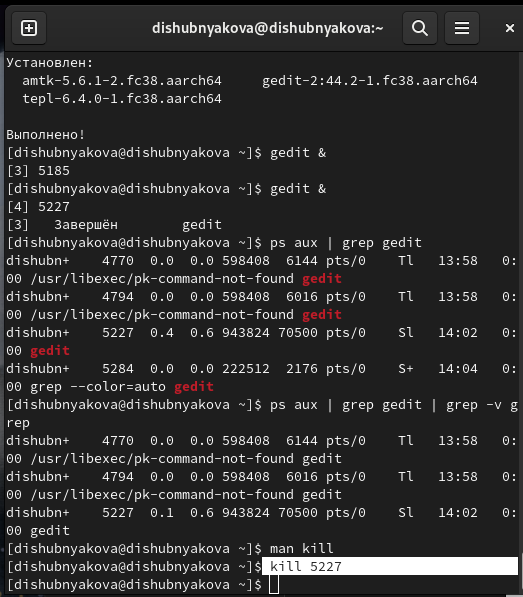 dishubnyakova@dishubnyakova:~
Установлен:
  amtk-5.6.1-2.fc38.aarch64     gedit-2:44.2-1.fc38.aarch64
  tepl-6.4.0-1.fc38.aarch64
Выполнено!
[dishubnyakova@dishubnyakova ~]$ gedit &
[3] 5185
[dishubnyakova@dishubnyakova ~]$ gedit &
[4] 5227
[3]   Завершён        gedit
[dishubnyakova@dishubnyakova ~]$ ps aux | grep gedit
dishubn+    4770  0.0  0.0 598408  6144 pts/0    Tl   13:58   0:
00 /usr/libexec/pk-command-not-found gedit
dishubn+    4794  0.0  0.0 598408  6016 pts/0    Tl   13:58   0:
00 /usr/libexec/pk-command-not-found gedit
dishubn+    5227  0.4  0.6 943824 70500 pts/0    Sl   14:02   0:
00 gedit
dishubn+    5284  0.0  0.0 222512  2176 pts/0    S+   14:04   0:
00 grep --color=auto gedit
[dishubnyakova@dishubnyakova ~]$ ps aux | grep gedit | grep -v g
rep
dishubn+    4770  0.0  0.0 598408  6144 pts/0    Tl   13:58   0:
00 /usr/libexec/pk-command-not-found gedit
dishubn+    4794  0.0  0.0 598408  6016 pts/0    Tl   13:58   0:
00 /usr/libexec/pk-command-not-found gedit
dishubn+    5227  0.1  0.6 943824 70500 pts/0    Sl   14:02   0:
00 gedit
[dishubnyakova@dishubnyakova ~]$ man kill
[dishubnyakova@dishubnyakova ~]$ kill 5227
[dishubnyakova@dishubnyakova ~]$